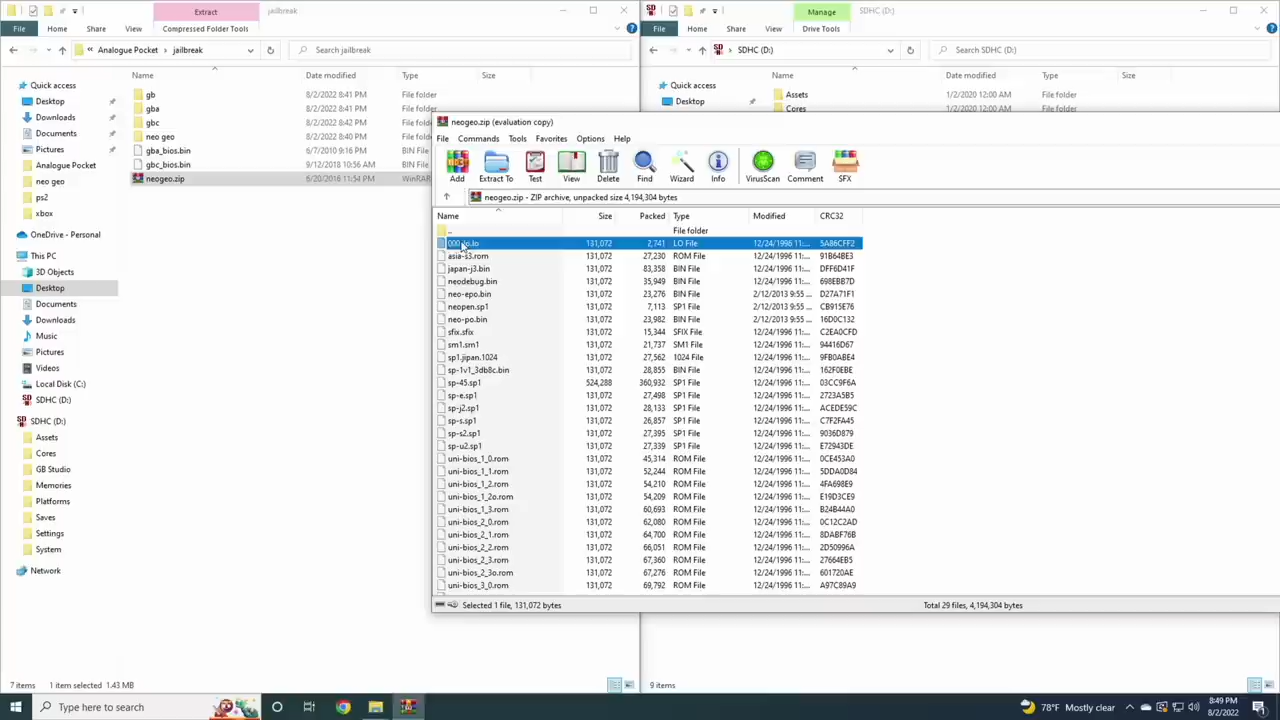 Extract
jailbreak
File
Home
Share
View
Compressed Folder Tools
« Analogue Pocket › jailbreak
Search jailbreak
Name
Date modified
Type
Size
Quick access
Desktop
Downloads
Documents
Pictures
Analogue Pocket
neo geo
ps2
xbox
OneDrive - Personal
This PC
3D Objects
Desktop
Documents
Downloads
Music
Pictures
Videos
Local Disk (C:)
SDHC (D:)
SDHC (D:)
Assets
Cores
GB Studio
Memories
Platforms
Saves
Settings
System
Network
gb 8/2/2022 8:41 PM File folder
gba 8/2/2022 8:41 PM File folder
gbc 8/2/2022 8:42 PM File folder
neo geo 8/2/2022 8:41 PM File folder
gba_bios.bin 6/7/2010 9:16 PM BIN File
gbc_bios.bin 9/12/2018 10:56 AM BIN File
neogeo.zip 6/20/2016 11:54 PM WinRAR
7 items 1 item selected 1.43 MB
Manage
SDHC (D:)
File
Home
Share
View
Drive Tools
SDHC (D:)
Search SDHC (D:)
Name
Date modified
Type
Size
Quick access
Desktop
Assets 1/2/2020 12:00 AM File folder
Cores 1/2/2020 12:00 AM File folder
9 items
neogeo.zip (evaluation copy)
File Commands Tools Favorites Options Help
Add Extract To Test View Delete Find Wizard Info VirusScan Comment SFX
neogeo.zip - ZIP archive, unpacked size 4,194,304 bytes
Name Size Packed Type Modified CRC32
.. File folder
000-lo.lo 131,072 2,741 LO File 12/24/1996 11:... 5A86CFF2
asia-s3.rom 131,072 27,230 ROM File 12/24/1996 11:... 91B64BE3
japan-j3.bin 131,072 83,358 BIN File 12/24/1996 11:... DFF6D41F
neodebug.bin 131,072 35,949 BIN File 12/24/1996 11:... 698EBB7D
neo-epo.bin 131,072 23,276 BIN File 2/12/2013 9:55 ... D27A71F1
neopen.sp1 131,072 7,113 SP1 File 2/12/2013 9:55 ... CB915E76
neo-po.bin 131,072 23,982 BIN File 2/12/2013 9:55 ... 16D0C132
sfix.sfix 131,072 15,344 SFIX File 12/24/1996 11:... C2EA0CFD
sm1.sm1 131,072 21,737 SM1 File 12/24/1996 11:... 94416D67
sp1.jipan.1024 131,072 27,562 1024 File 12/24/1996 11:... 9FB0ABE4
sp-1v1_3db8c.bin 131,072 28,855 BIN File 12/24/1996 11:... 162F0EBE
sp-45.sp1 524,288 360,932 SP1 File 12/24/1996 11:... 03CC9F6A
sp-e.sp1 131,072 27,498 SP1 File 12/24/1996 11:... 2723A5B5
sp-j2.sp1 131,072 28,133 SP1 File 12/24/1996 11:... ACEDE59C
sp-s.sp1 131,072 26,857 SP1 File 12/24/1996 11:... C7F2FA45
sp-s2.sp1 131,072 27,395 SP1 File 12/24/1996 11:... 9036D879
sp-u2.sp1 131,072 27,339 SP1 File 12/24/1996 11:... E72943DE
uni-bios_1_0.rom 131,072 45,314 ROM File 12/24/1996 11:... 0CE453A0
uni-bios_1_1.rom 131,072 52,244 ROM File 12/24/1996 11:... 5DDA0D84
uni-bios_1_2.rom 131,072 54,210 ROM File 12/24/1996 11:... 4FA698E9
uni-bios_1_2o.rom 131,072 54,209 ROM File 12/24/1996 11:... E19D3CE9
uni-bios_1_3.rom 131,072 60,693 ROM File 12/24/1996 11:... B24B44A0
uni-bios_2_0.rom 131,072 62,080 ROM File 12/24/1996 11:... 0C12C2AD
uni-bios_2_1.rom 131,072 64,700 ROM File 12/24/1996 11:... 8DABF76B
uni-bios_2_2.rom 131,072 66,051 ROM File 12/24/1996 11:... 2D50996A
uni-bios_2_3.rom 131,072 67,360 ROM File 12/24/1996 11:... 27664EB5
uni-bios_2_3o.rom 131,072 67,276 ROM File 12/24/1996 11:... 601720AE
uni-bios_3_0.rom 131,072 69,792 ROM File 12/24/1996 11:... A97C89A9
Selected 1 file, 131,072 bytes
Total 29 files, 4,194,304 bytes
Type here to search
78°F Mostly clear
8:49 PM
8/2/2022